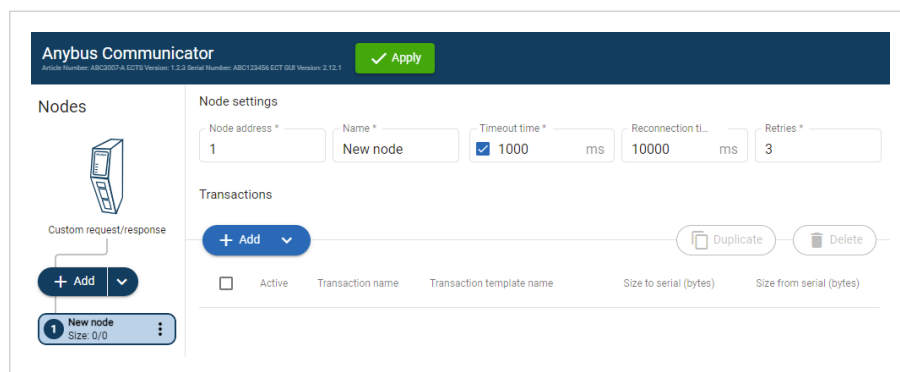 Anybus Communicator
Article Number: ABC3007-A ECTS Version: 1.2.3 Serial Number: ABC123456 ECT GUI Version: 2.12.1
Apply
Nodes
Custom request/response
Add
1
New node
Size: 0/0
Node settings
Node address *
1
Name *
New node
Timeout time *
1000 ms
Reconnection ti...
10000 ms
Retries *
3
Transactions
Add
Duplicate
Delete
Active Transaction name Transaction template name Size to serial (bytes) Size from serial (bytes)